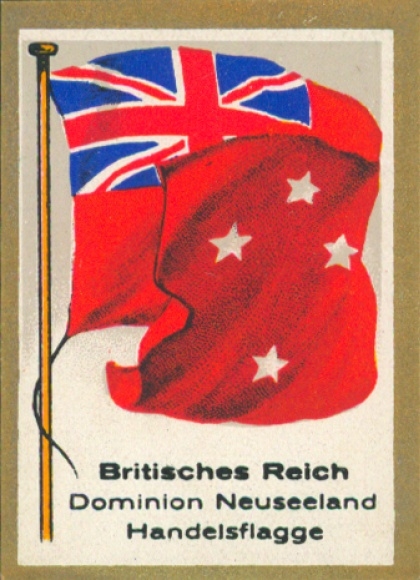 Britisches Reich
Dominion Neuseeland
Handelsflagge